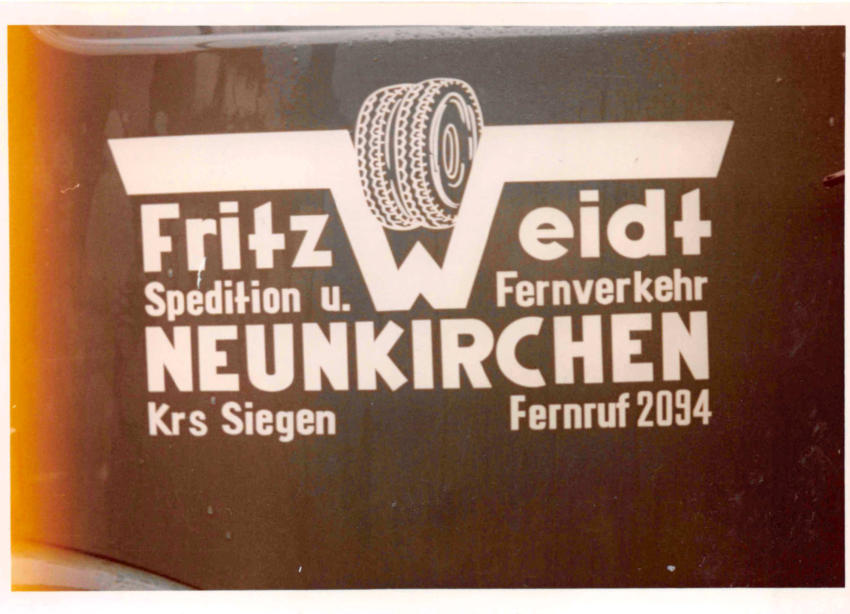 Fritz Weidt
Spedition u. Fernverkehr
NEUNKIRCHEN
Krs Siegen Fernruf 2094